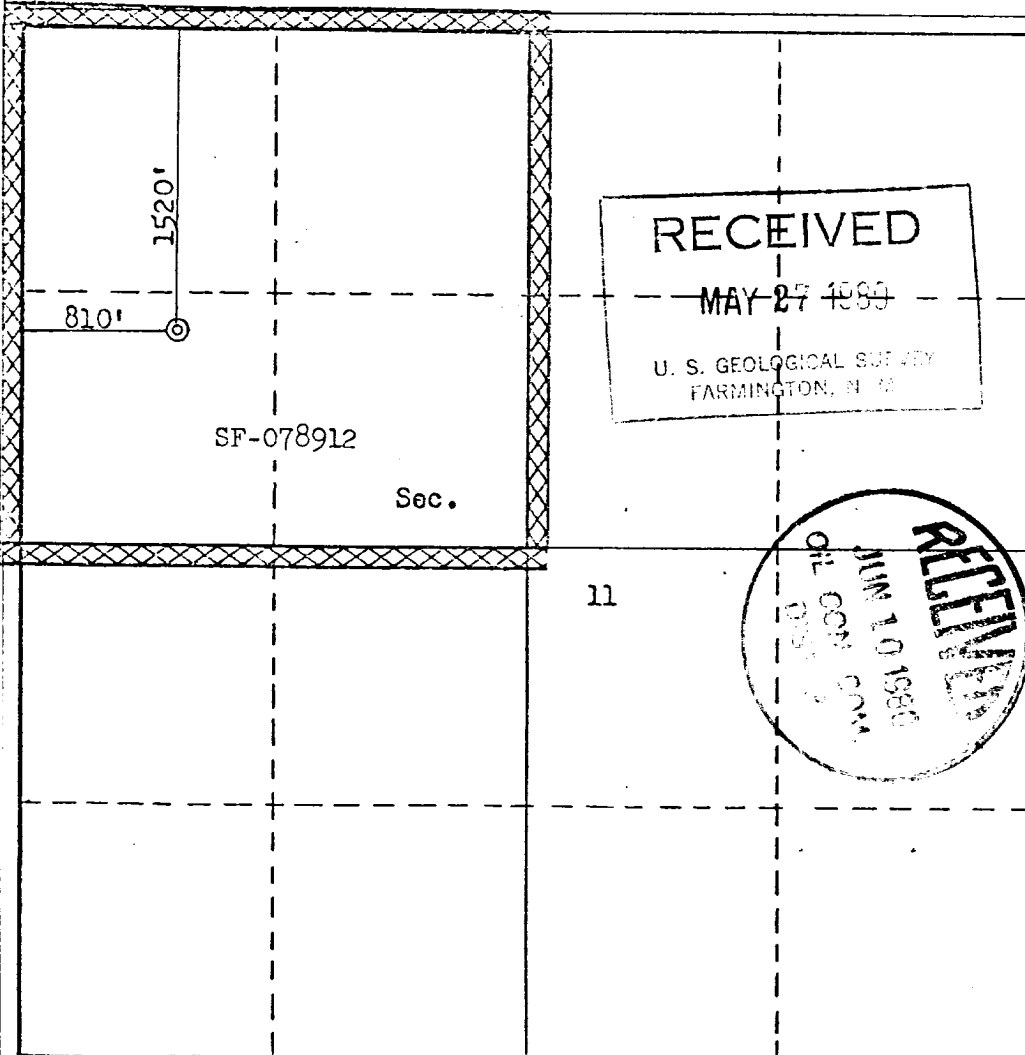 1520'
RECEIVED
MAY 27 1980
810'
U. S. GEOLOGICAL SURVEY
FARMINGTON, N. M.
SF-078912
Sec.
11
RECEIVED
JUN 10 1980
OIL CON. COM.
DIST.